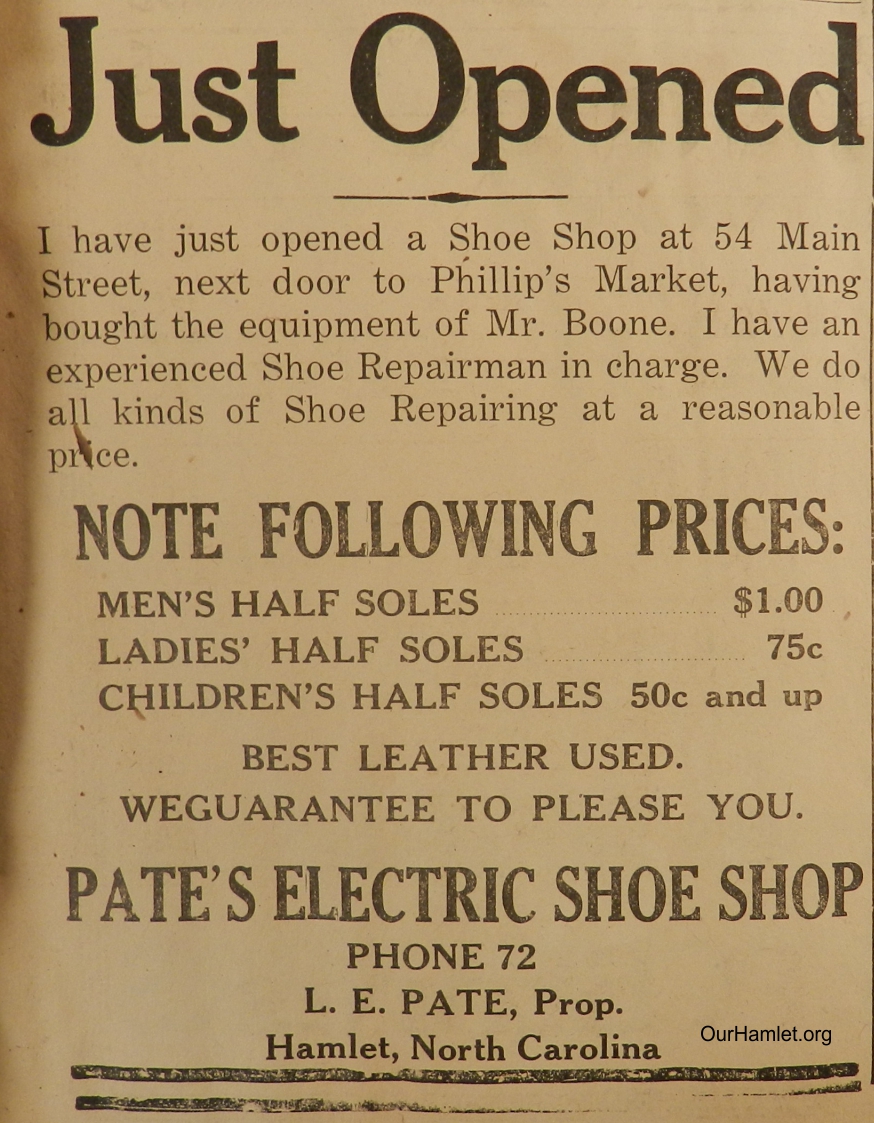 Just Opened
I have just opened a Shoe Shop at 54 Main
Street, next door to Phillip's Market, having
bought the equipment of Mr. Boone. I have an
experienced Shoe Repairman in charge. We do
all kinds of Shoe Repairing at a reasonable
price.
NOTE FOLLOWING PRICES:
MEN'S HALF SOLES $1.00
LADIES' HALF SOLES 75c
CHILDREN'S HALF SOLES 50c and up
BEST LEATHER USED.
WEGUARANTEE TO PLEASE YOU.
PATE'S ELECTRIC SHOE SHOP
PHONE 72
L. E. PATE, Prop.
Hamlet, North Carolina
OurHamlet.org